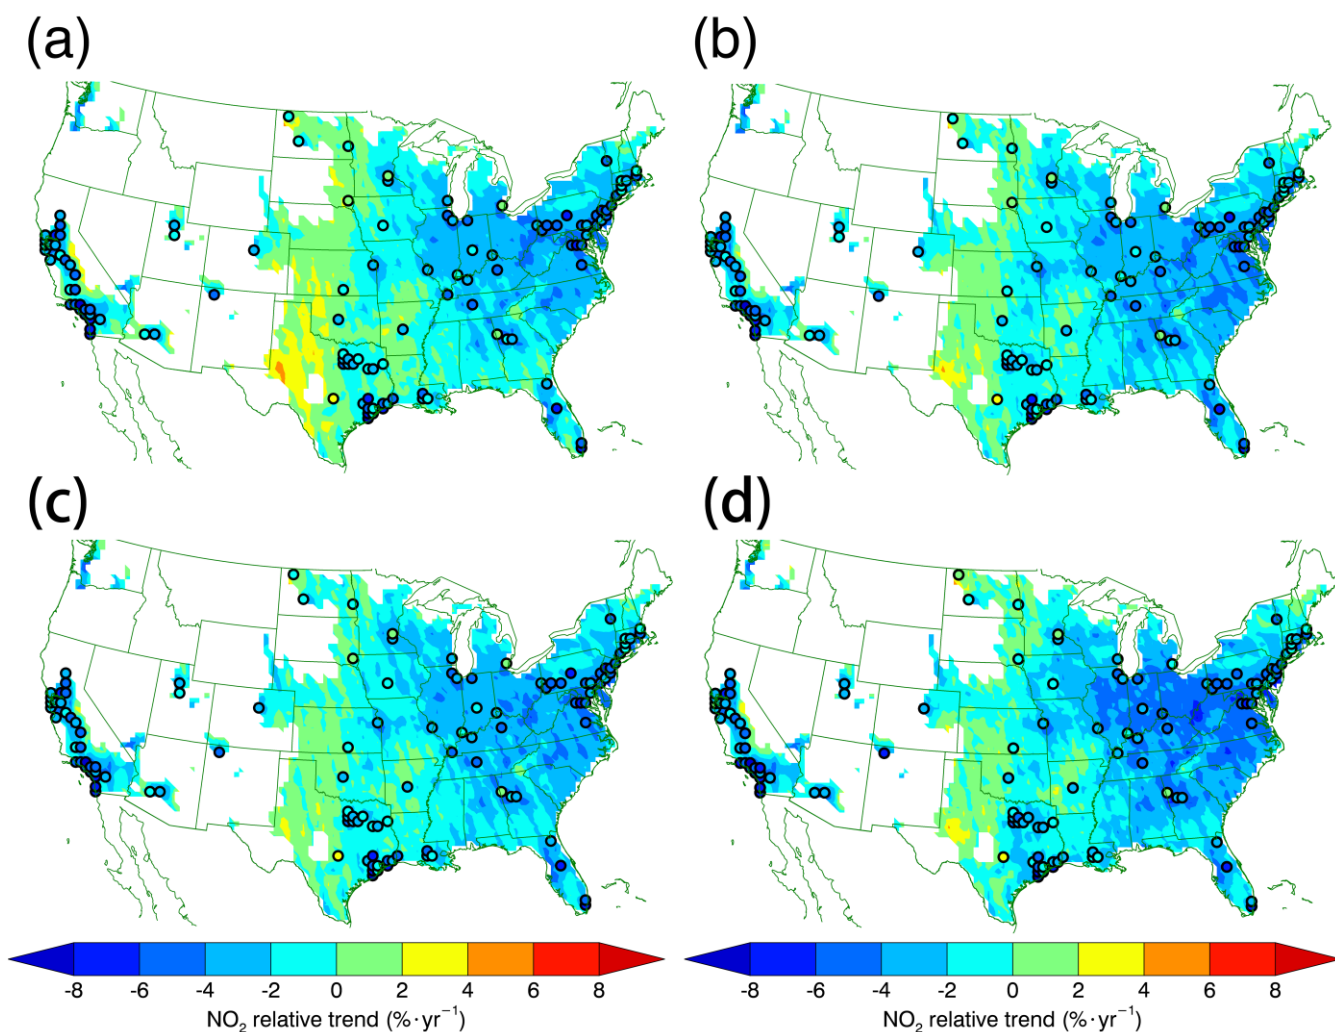 (a)
(b)
(c)
(d)
-8 -6 -4 -2 0 2 4 6 8
NO₂ relative trend (%·yr⁻¹)
-8 -6 -4 -2 0 2 4 6 8
NO₂ relative trend (%·yr⁻¹)